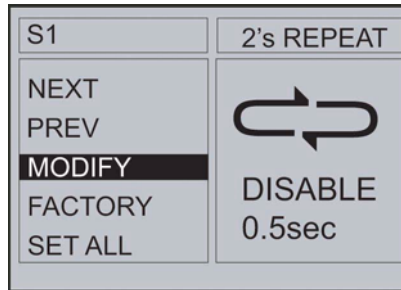 S1
2's REPEAT
NEXT
PREV
MODIFY
FACTORY
SET ALL
DISABLE
0.5sec